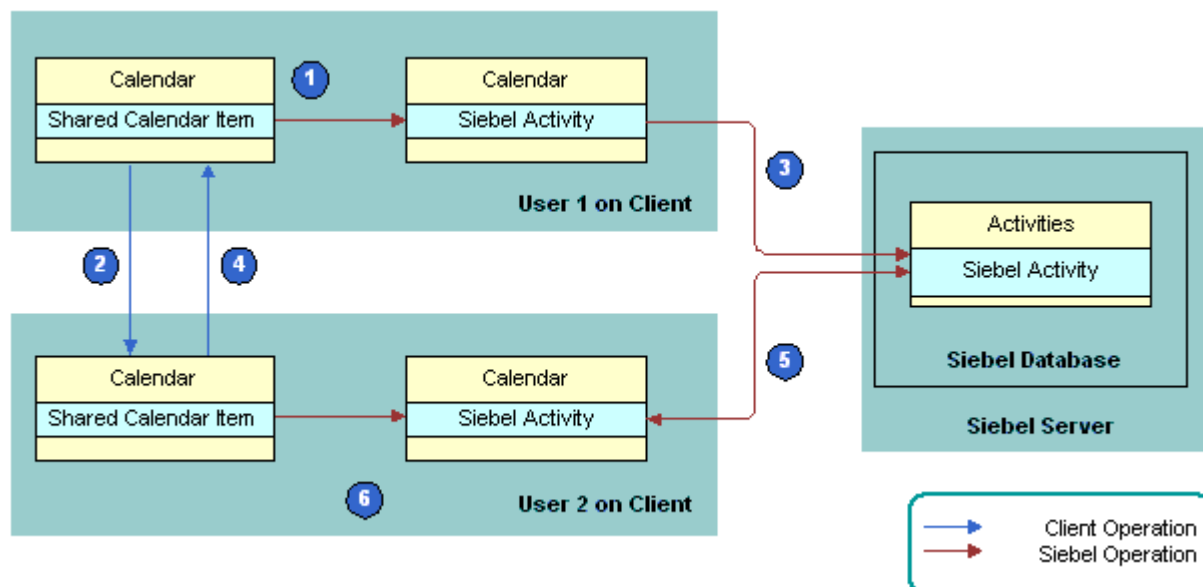 Calendar
Shared Calendar Item
1
Calendar
Siebel Activity
User 1 on Client
3
Activities
Siebel Activity
Siebel Database
Siebel Server
2
4
Calendar
Shared Calendar Item
Calendar
Siebel Activity
5
6
User 2 on Client
Client Operation
Siebel Operation